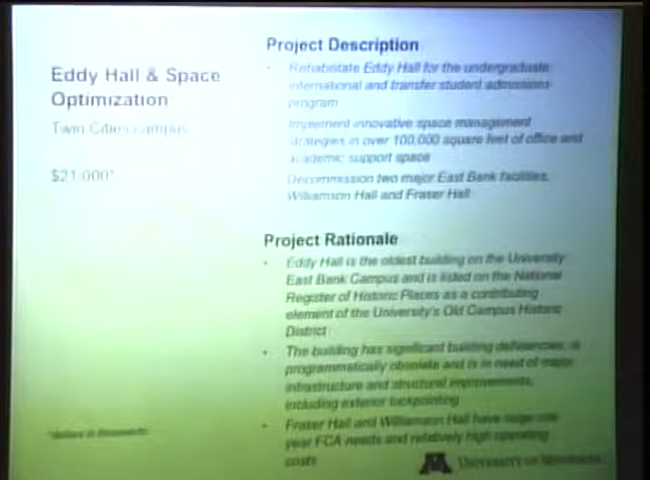 Eddy Hall & Space
Optimization
Twin Cities campus
$21,000*
*dollars in thousands
Project Description
Rehabilitate Eddy Hall for the undergraduate,
international and transfer student admissions
program
Implement innovative space management
strategies in over 100,000 square feet of office and
academic support space
Decommission two major East Bank facilities,
Williamson Hall and Fraser Hall
Project Rationale
• Eddy Hall is the oldest building on the University
East Bank Campus and is listed on the National
Register of Historic Places as a contributing
element of the University's Old Campus Historic
District
• The building has significant building deficiencies, is
programmatically obsolete and is in need of major
infrastructure and structural improvements,
including exterior tuckpointing
• Fraser Hall and Williamson Hall have large
year FCA needs and relatively high operating
costs
M University of Minnesota